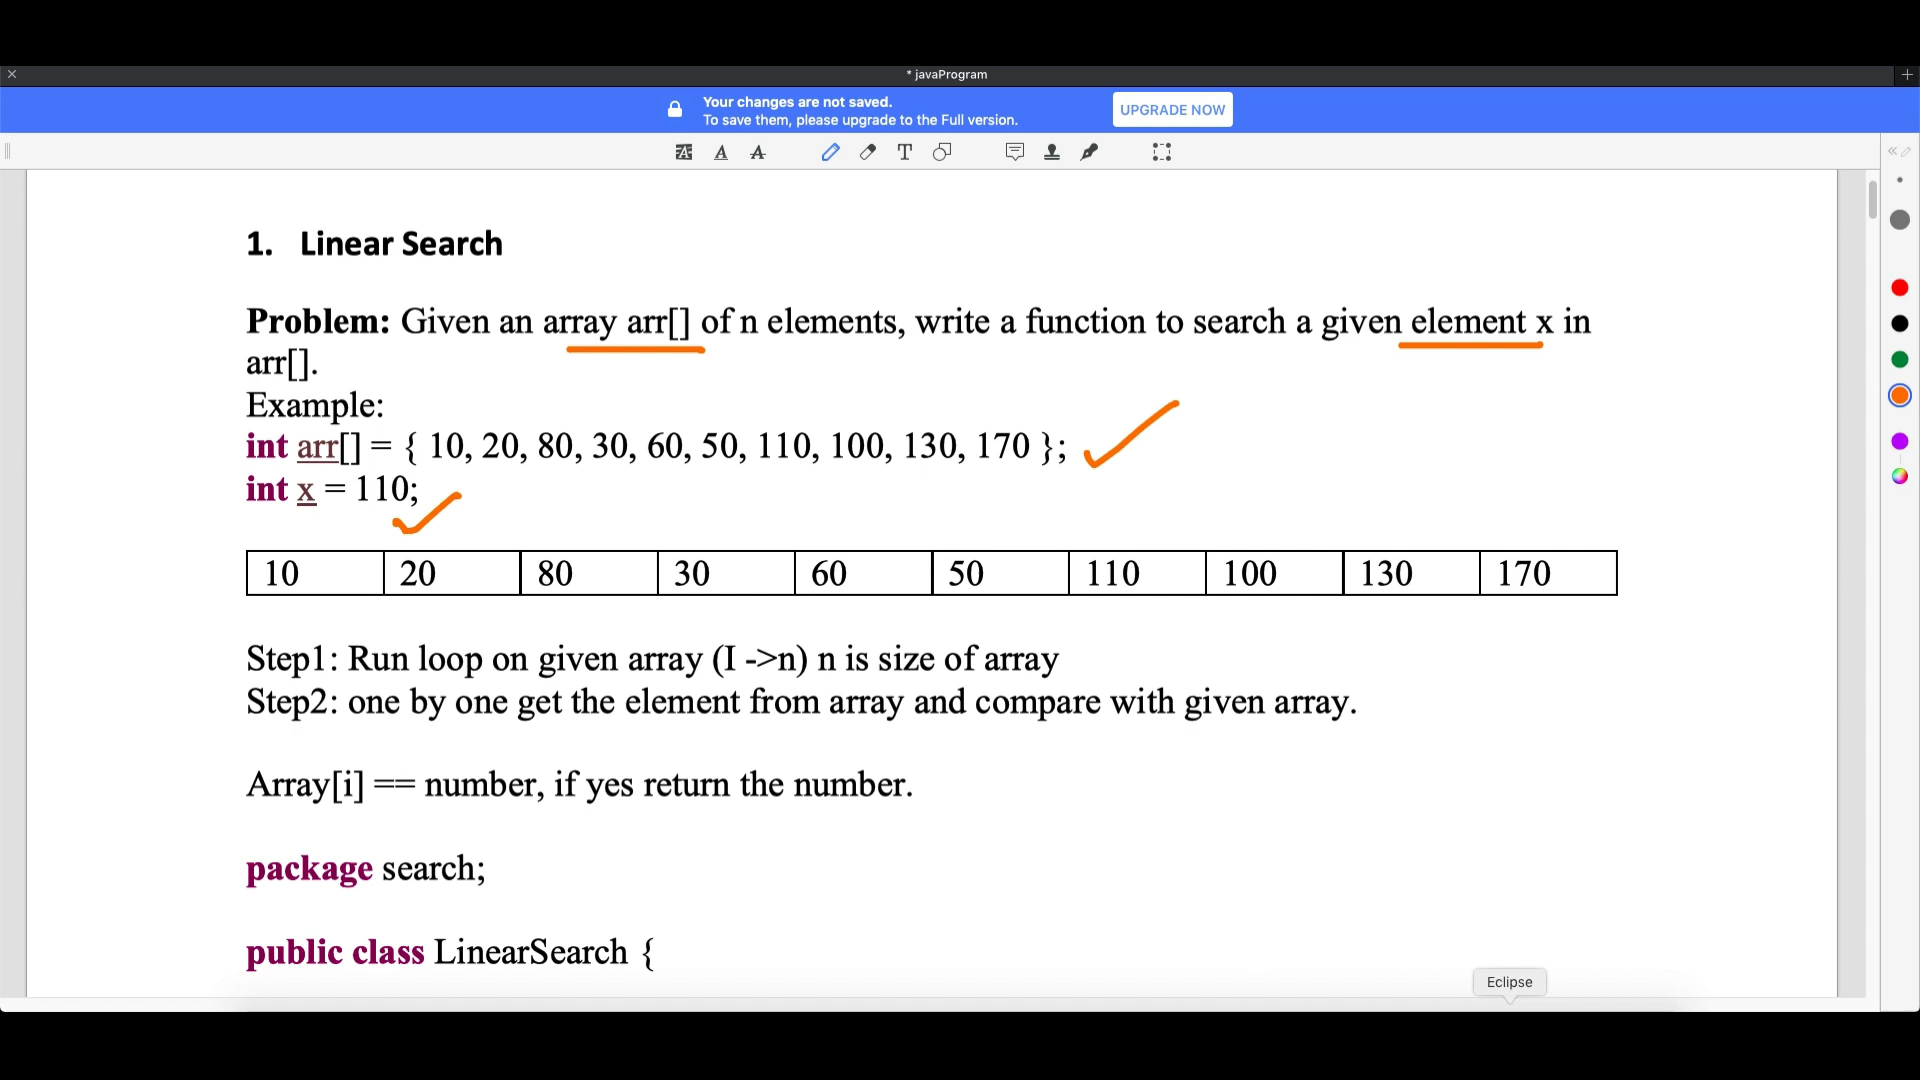 * javaProgram
Your changes are not saved.
To save them, please upgrade to the Full version.
UPGRADE NOW
1. Linear Search
Problem: Given an array arr[] of n elements, write a function to search a given element x in
arr[].
Example:
int arr[] = { 10, 20, 80, 30, 60, 50, 110, 100, 130, 170 };
int x = 110;
10 20 80 30 60 50 110 100 130 170
Step1: Run loop on given array (I ->n) n is size of array
Step2: one by one get the element from array and compare with given array.
Array[i] == number, if yes return the number.
package search;
public class LinearSearch {
Eclipse